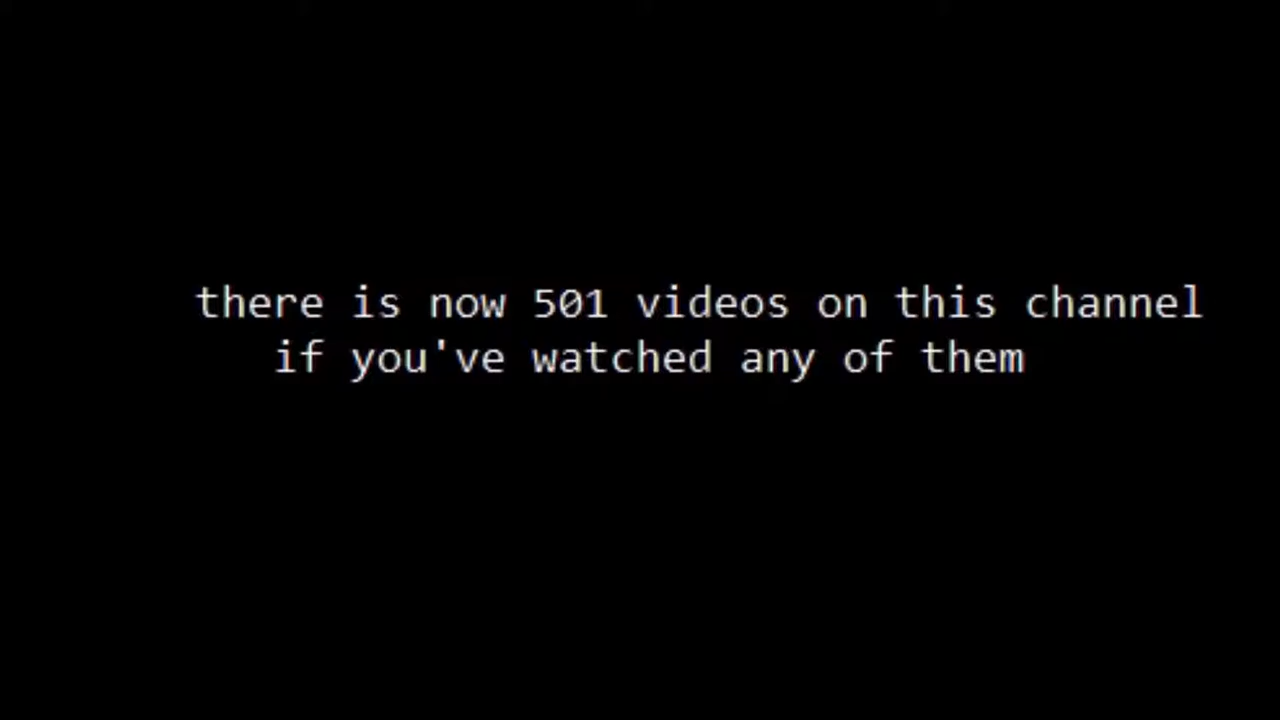 there is now 501 videos on this channel
if you've watched any of them